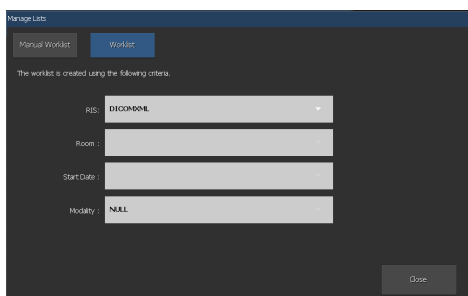 Manage Lists
Manual Worklist
Worklist
The worklist is created using the following criteria.
RIS: DICOMXML
Room :
Start Date :
Modality : NULL
Close